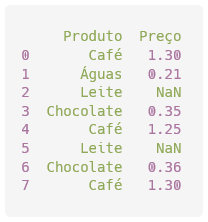 Produto Preço
0 Café 1.30
1 Águas 0.21
2 Leite NaN
3 Chocolate 0.35
4 Café 1.25
5 Leite NaN
6 Chocolate 0.36
7 Café 1.30